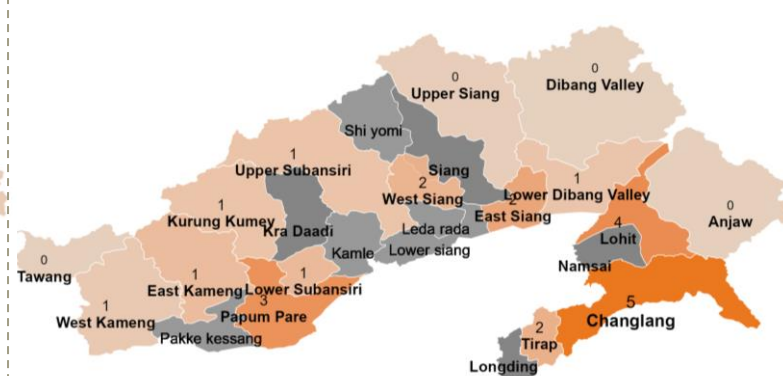 0
Upper Siang
0
Dibang Valley
Shi yomi
1
Upper Subansiri
Siang
2
West Siang
1
Lower Dibang Valley
2
East Siang
0
Anjaw
1
Kurung Kumey
Kra Daadi
Leda rada
Kamle
Lower siang
4
Lohit
Namsai
0
Tawang
1
East Kameng
1
Lower Subansiri
1
West Kameng
3
Papum Pare
Pakke kessang
5
Changlang
2
Tirap
Longding